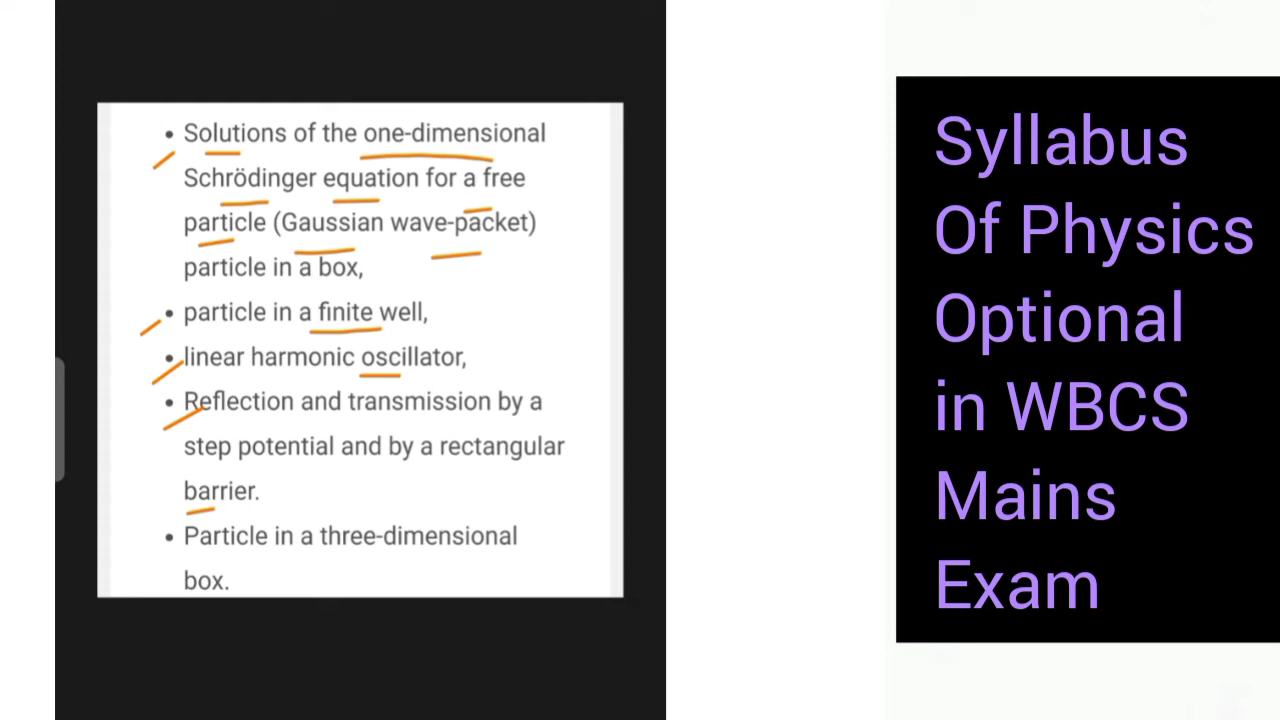 • Solutions of the one-dimensional
Schrödinger equation for a free
particle (Gaussian wave-packet)
particle in a box,
• particle in a finite well,
• linear harmonic oscillator,
• Reflection and transmission by a
step potential and by a rectangular
barrier.
• Particle in a three-dimensional
box.
Syllabus
Of Physics
Optional
in WBCS
Mains
Exam